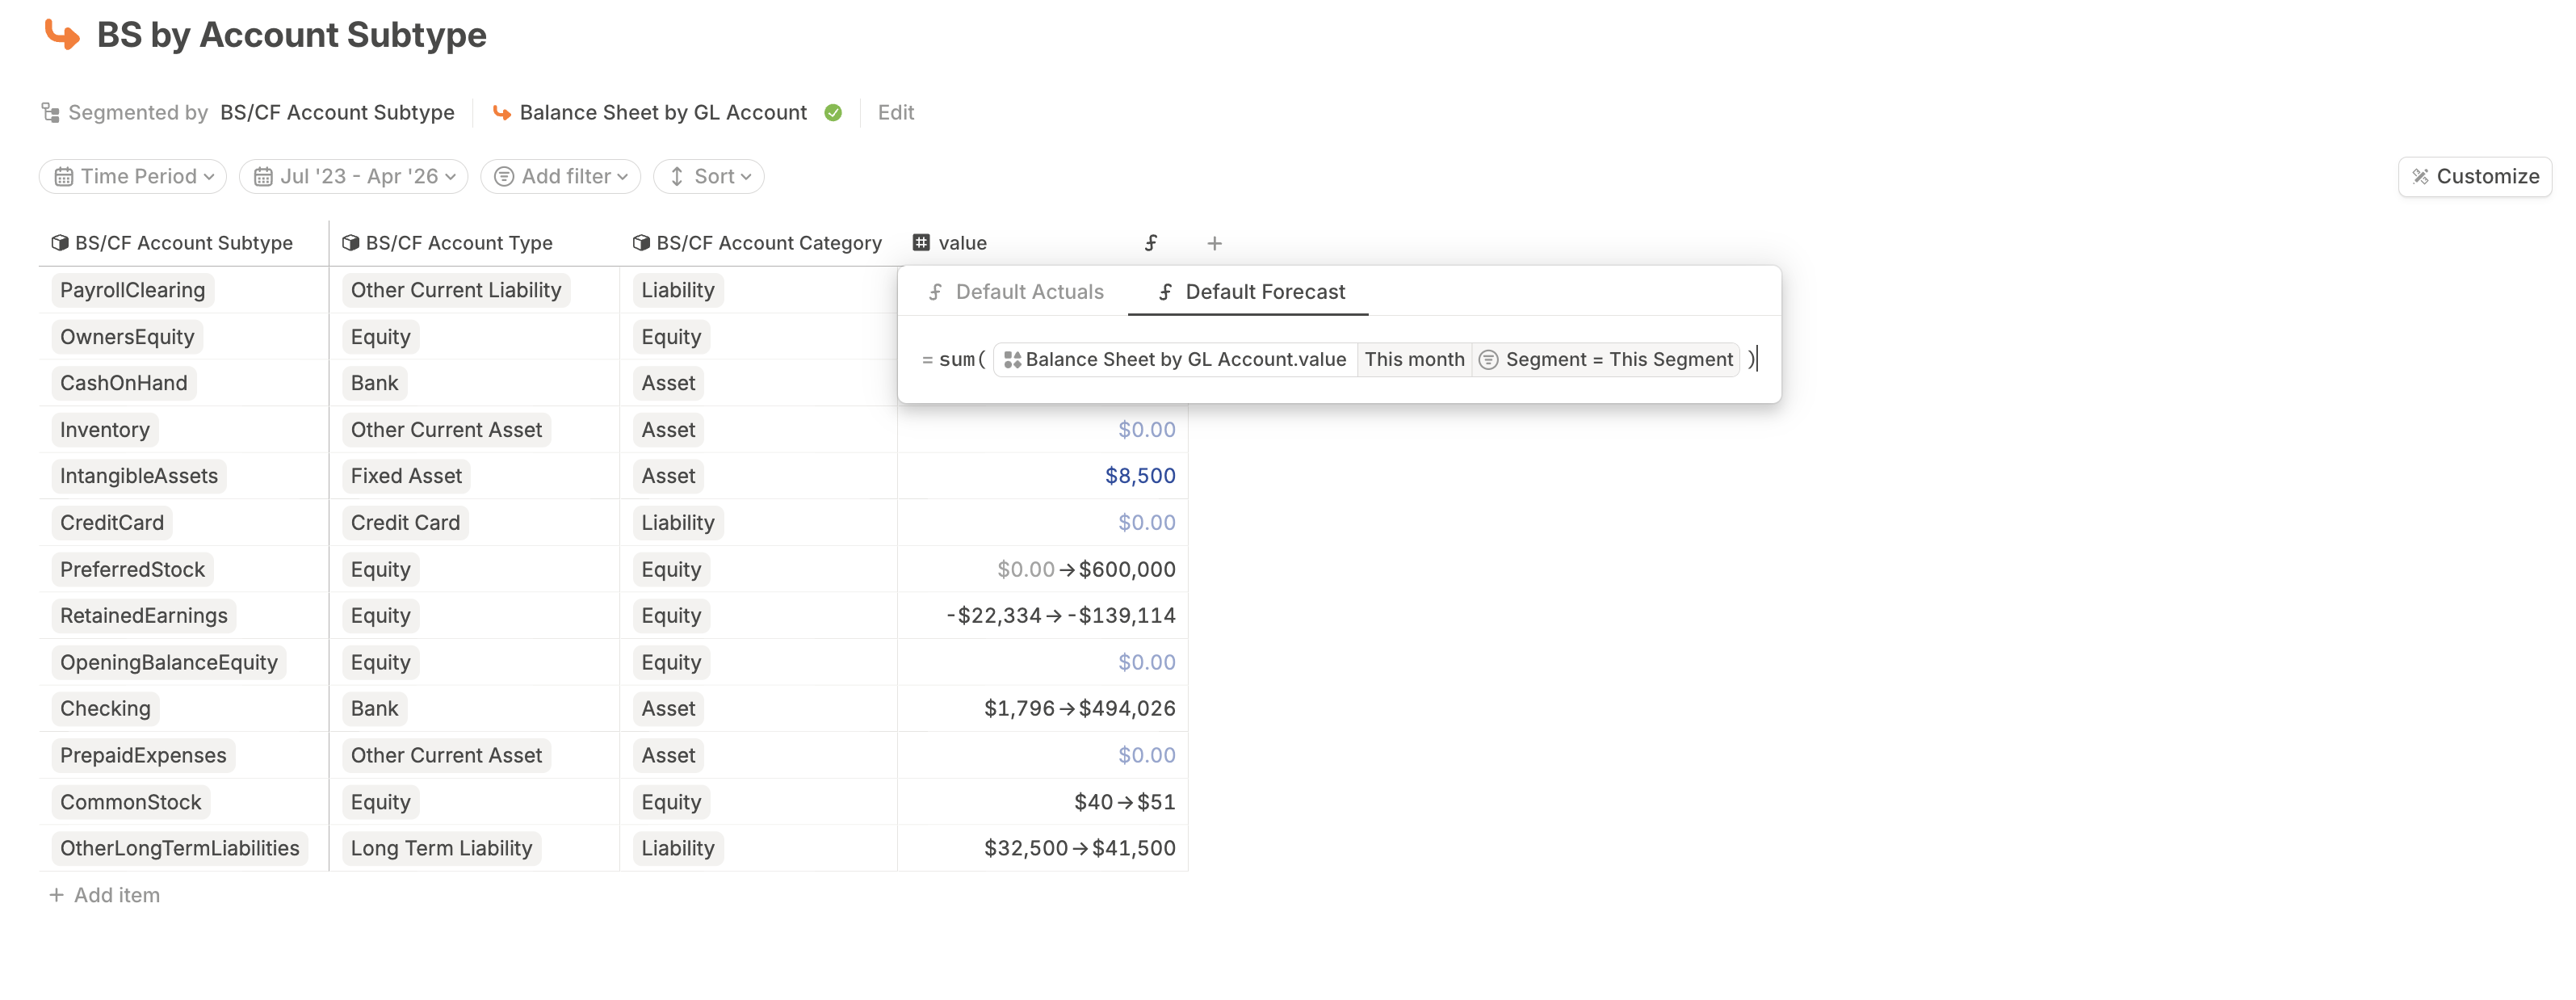 BS by Account Subtype
Segmented by BS/CF Account Subtype Balance Sheet by GL Account Edit
Time Period Jul '23 - Apr '26 Add filter Sort Customize
BS/CF Account Subtype BS/CF Account Type BS/CF Account Category value +
PayrollClearing Other Current Liability Liability
Default Actuals Default Forecast
OwnersEquity Equity Equity
= sum( Balance Sheet by GL Account.value This month Segment = This Segment )
CashOnHand Bank Asset
Inventory Other Current Asset Asset $0.00
IntangibleAssets Fixed Asset Asset $8,500
CreditCard Credit Card Liability $0.00
PreferredStock Equity Equity $0.00→$600,000
RetainedEarnings Equity Equity -$22,334→-$139,114
OpeningBalanceEquity Equity Equity $0.00
Checking Bank Asset $1,796→$494,026
PrepaidExpenses Other Current Asset Asset $0.00
CommonStock Equity Equity $40→$51
OtherLongTermLiabilities Long Term Liability Liability $32,500→$41,500
+ Add item